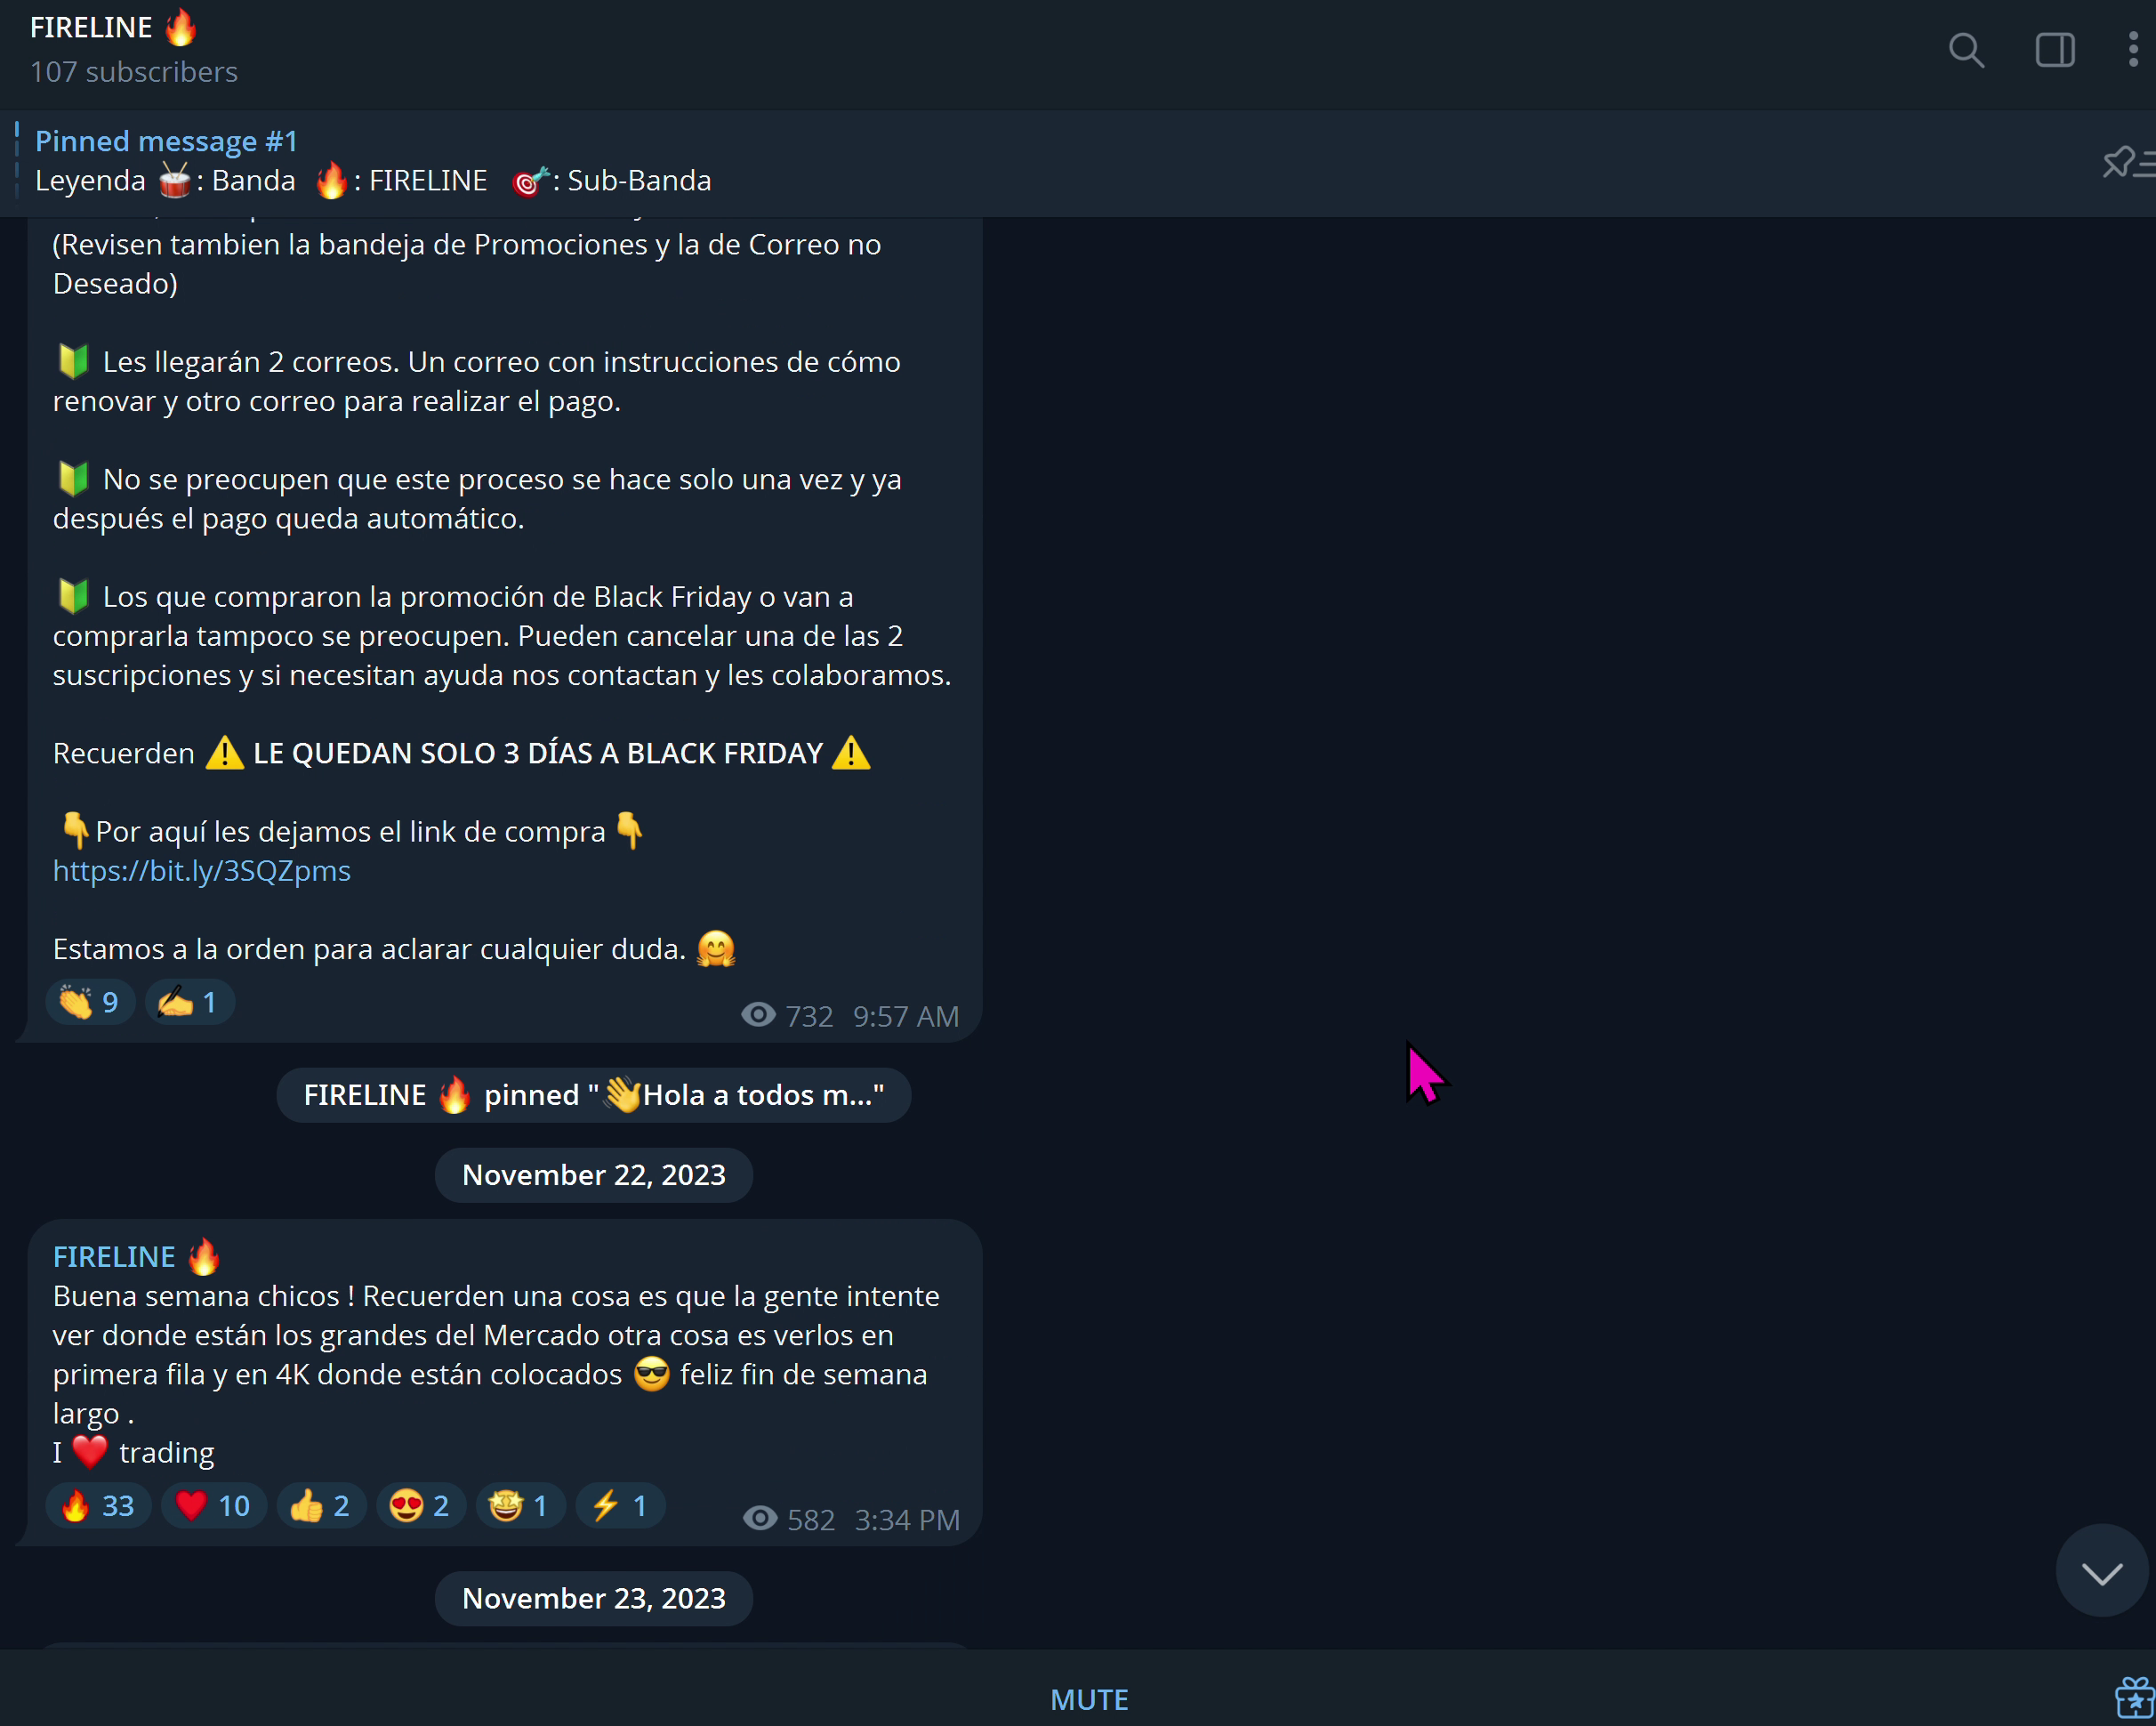 FIRELINE 🔥
107 subscribers
Pinned message #1
Leyenda 🥁: Banda 🔥: FIRELINE 🎯: Sub-Banda
(Revisen tambien la bandeja de Promociones y la de Correo no
Deseado)
🔰 Les llegarán 2 correos. Un correo con instrucciones de cómo
renovar y otro correo para realizar el pago.
🔰 No se preocupen que este proceso se hace solo una vez y ya
después el pago queda automático.
🔰 Los que compraron la promoción de Black Friday o van a
comprarla tampoco se preocupen. Pueden cancelar una de las 2
suscripciones y si necesitan ayuda nos contactan y les colaboramos.
Recuerden ⚠️ LE QUEDAN SOLO 3 DÍAS A BLACK FRIDAY ⚠️
👇Por aquí les dejamos el link de compra 👇
https://bit.ly/3SQZpms
Estamos a la orden para aclarar cualquier duda. 🤗
👏 9 ✍️ 1 732 9:57 AM
FIRELINE 🔥 pinned "👋Hola a todos m..."
November 22, 2023
FIRELINE 🔥
Buena semana chicos ! Recuerden una cosa es que la gente intente
ver donde están los grandes del Mercado otra cosa es verlos en
primera fila y en 4K donde están colocados 😎 feliz fin de semana
largo .
I ❤️ trading
🔥 33 ❤️ 10 👍 2 😍 2 🤩 1 ⚡ 1 582 3:34 PM
November 23, 2023
MUTE